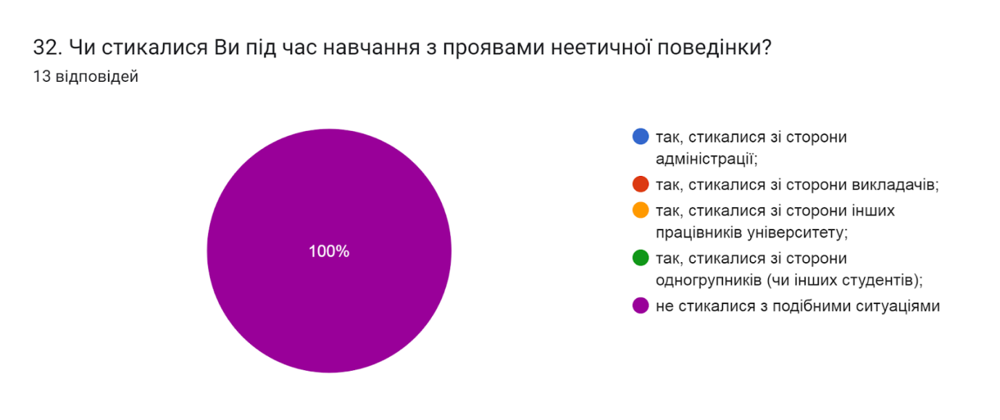 32. Чи стикалися Ви під час навчання з проявами неетичної поведінки?
13 відповідей
100%
так, стикалися зі сторони
адміністрації;
так, стикалися зі сторони викладачів;
так, стикалися зі сторони інших
працівників університету;
так, стикалися зі сторони
одногрупників (чи інших студентів);
не стикалися з подібними ситуаціями